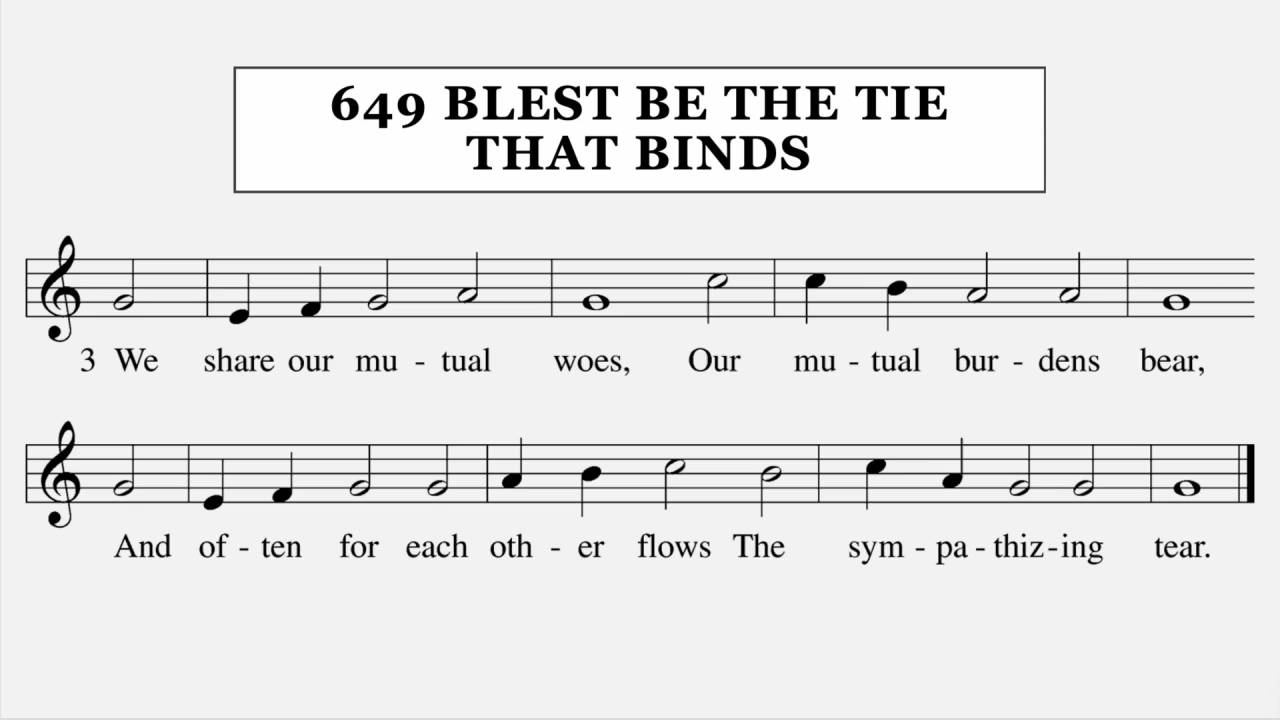 649 BLEST BE THE TIE
THAT BINDS
3 We share our mu - tual woes, Our mu - tual bur - dens bear,
And of - ten for each oth - er flows The sym - pa - thiz - ing tear.